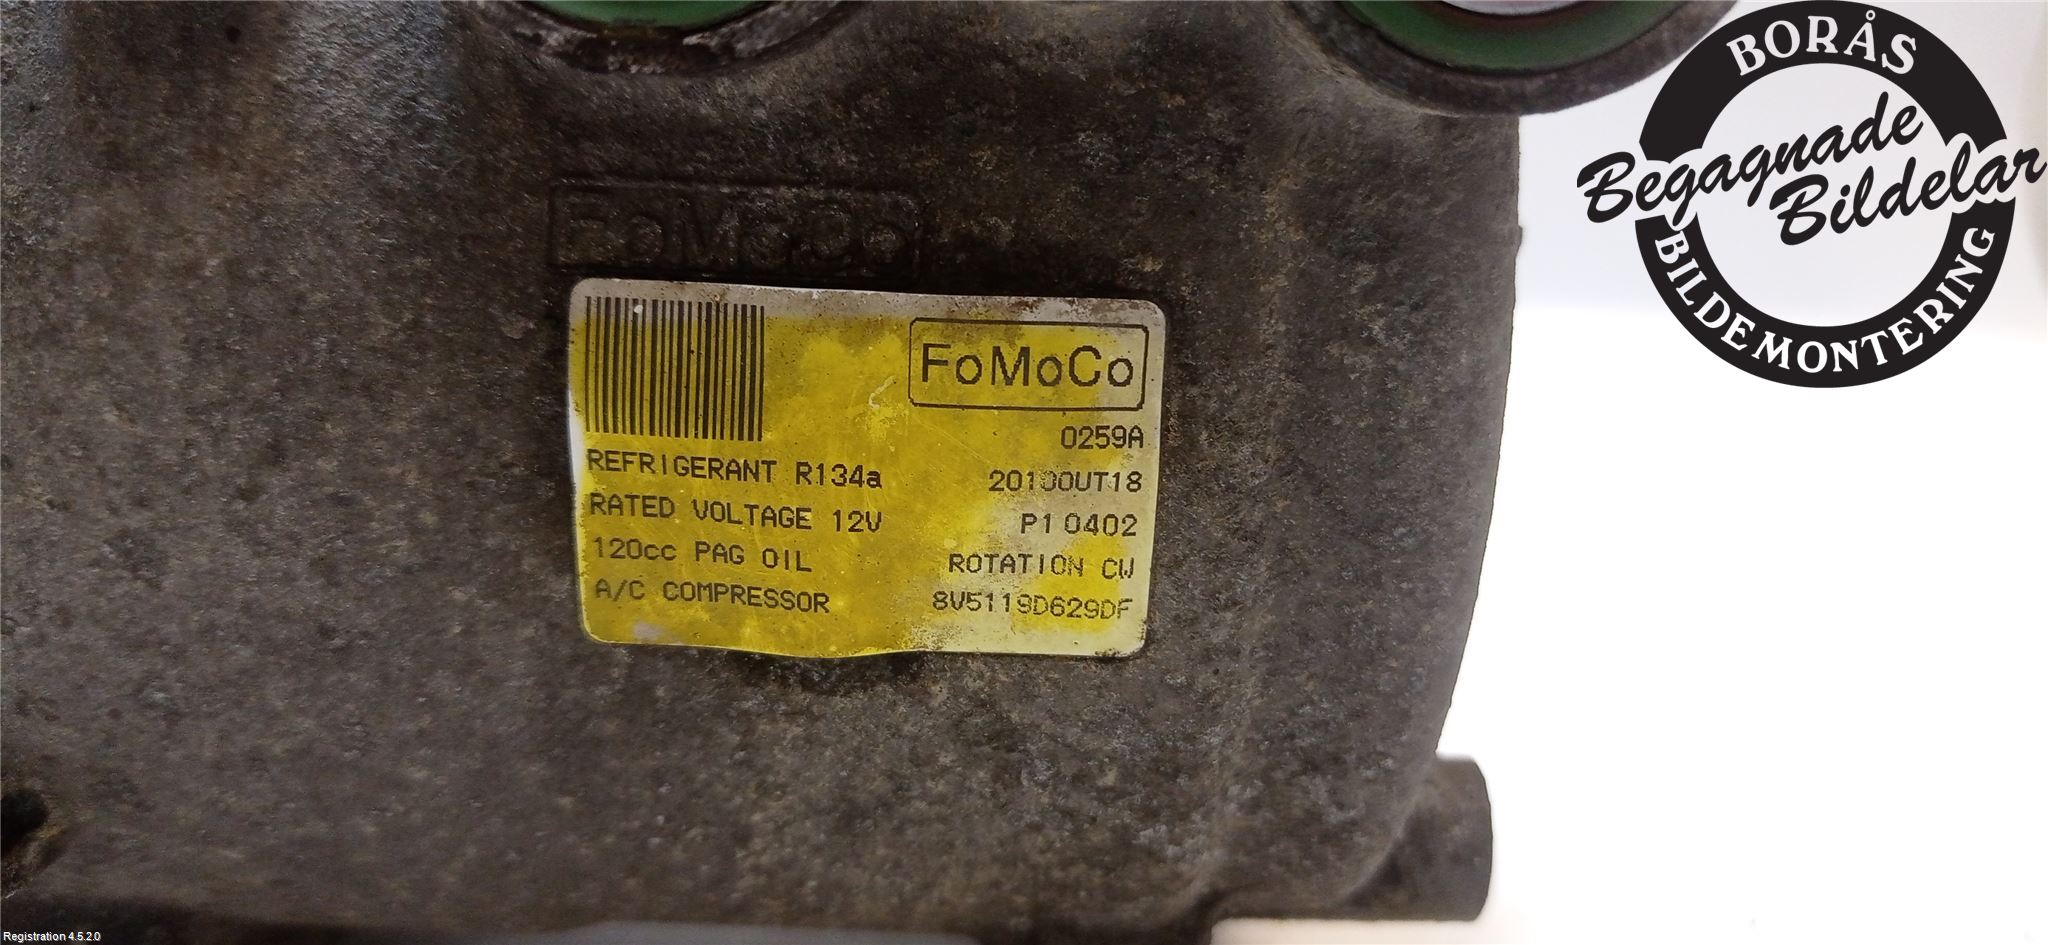 FoMoCo
FoMoCo
0259A
REFRIGERANT R134a
20100UT18
RATED VOLTAGE 12V
P1 0402
120cc PAG OIL
ROTATION CW
A/C COMPRESSOR
8V5119D629DF
BORÅS
Begagnade
Bildelar
BILDEMONTERING
Registration 4.5.2.0